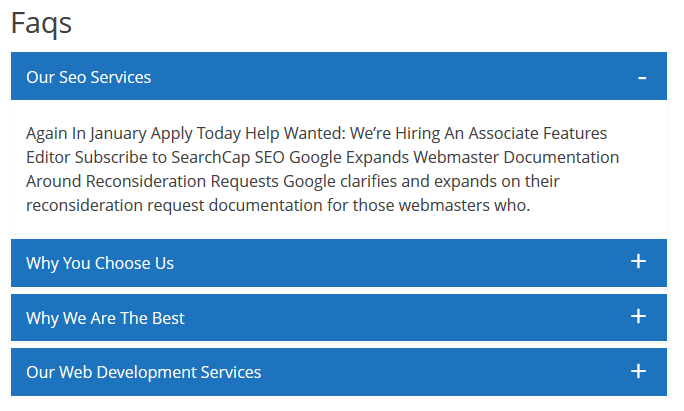 Faqs
Our Seo Services -
Again In January Apply Today Help Wanted: We’re Hiring An Associate Features
Editor Subscribe to SearchCap SEO Google Expands Webmaster Documentation
Around Reconsideration Requests Google clarifies and expands on their
reconsideration request documentation for those webmasters who.
Why You Choose Us +
Why We Are The Best +
Our Web Development Services +